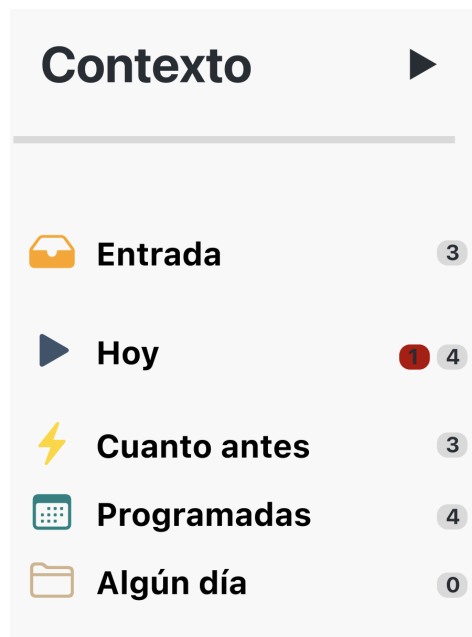 Contexto
Entrada 3
Hoy 1 4
Cuanto antes 3
Programadas 4
Algún día 0